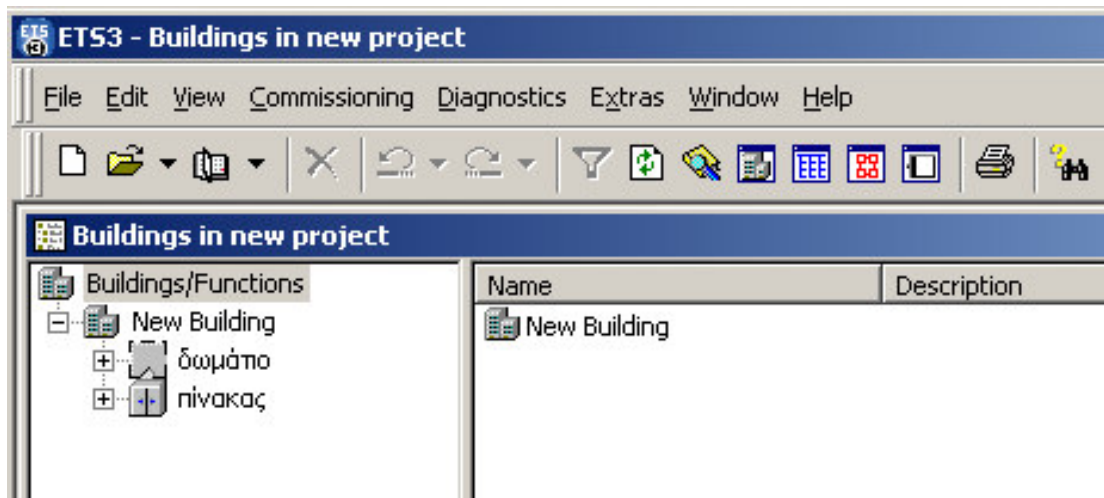 ETS3 - Buildings in new project
File Edit View Commissioning Diagnostics Extras Window Help
Buildings in new project
Buildings/Functions
New Building
δωμάτιο
πίνακας
Name Description
New Building